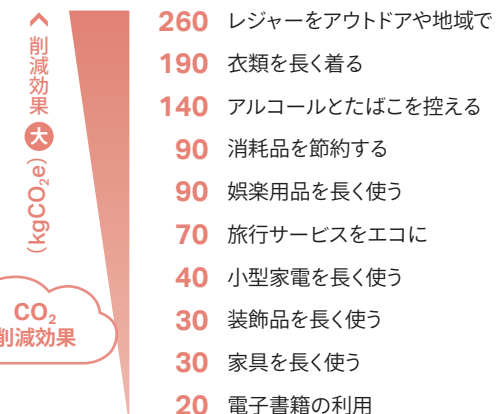 削減効果 大 (kgCO₂e)
260 レジャーをアウトドアや地域で
190 衣類を長く着る
140 アルコールとたばこを控える
90 消耗品を節約する
90 娯楽用品を長く使う
70 旅行サービスをエコに
40 小型家電を長く使う
30 装飾品を長く使う
30 家具を長く使う
20 電子書籍の利用
CO₂
削減効果